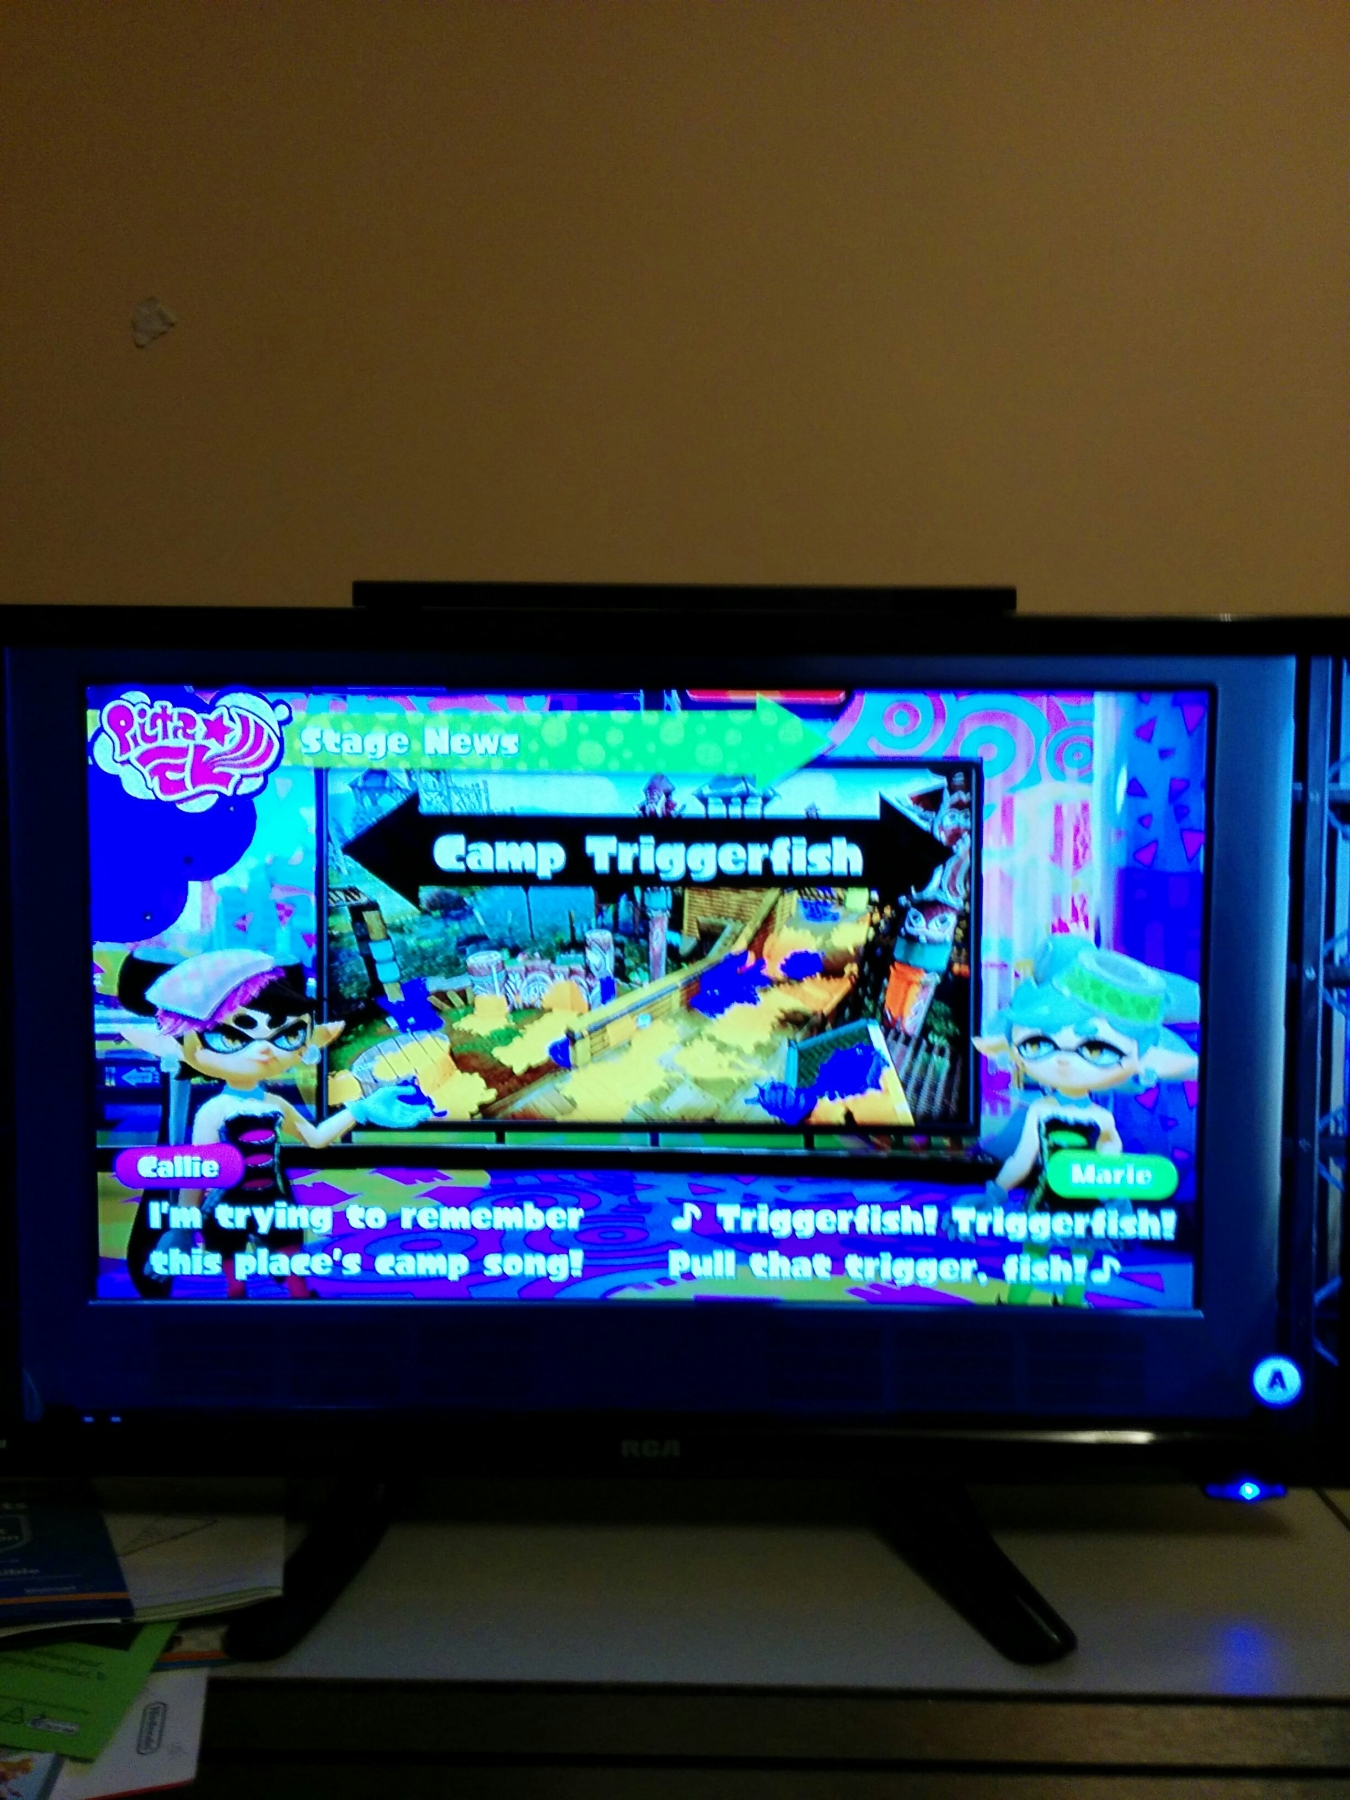 Stage News
Camp Triggerfish
Callie
I'm trying to remember
this place's camp song!
Marie
♪ Triggerfish! Triggerfish!
Pull that trigger, fish!♪
A
RCA
Nintendo